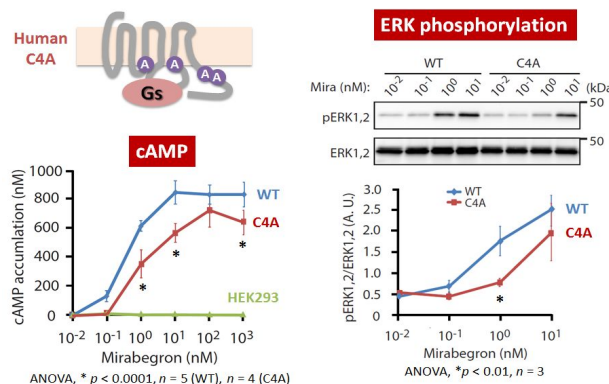 Human
C4A
A
A
A
A
Gs
cAMP
cAMP accumlation (nM)
1000
800
600
400
200
0
WT
C4A
HEK293
*
*
*
10-2 10-1 10⁰ 10¹ 10² 10³
Mirabegron (nM)
ANOVA, * p < 0.0001, n = 5 (WT), n = 4 (C4A)
ERK phosphorylation
WT C4A
Mira (nM): 10-2 10-1 10⁰ 10¹ 10-2 10-1 10⁰ 10¹ (kDa
pERK1,2 50
ERK1,2 50
pERK1,2/ERK1,2 (A. U.)
3.0
2.5
2.0
1.5
1.0
0.5
0
WT
C4A
WT
C4A
*
10-2 10-1 10⁰ 10¹
Mirabegron (nM)
ANOVA, *p < 0.01, n = 3